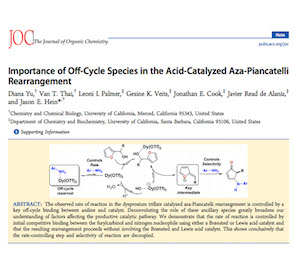 JOC The Journal of Organic Chemistry
Note
pubs.acs.org/joc
Importance of Off-Cycle Species in the Acid-Catalyzed Aza-Piancatelli
Rearrangement
Diana Yu,† Van T. Thai,† Leoni I. Palmer,‡ Gesine K. Veits,‡ Jonathan E. Cook,‡ Javier Read de Alaniz,‡
and Jason E. Hein*,†
†Chemistry and Chemical Biology, University of California, Merced, California 95343, United States
‡Department of Chemistry and Biochemistry, University of California, Santa Barbara, California 93106, United States
Supporting Information
Controls
Rate
Controls
Selectivity
Dy(OTf)₃
Off-cycle
reservoir
Key
Intermediate
ABSTRACT: The observed rate of reaction in the dysprosium triflate catalyzed aza-Piancatelli rearrangement is controlled by a
key off-cycle binding between aniline and catalyst. Deconvoluting the role of these ancillary species greatly broadens our
understanding of factors affecting the productive catalytic pathway. We demonstrate that the rate of reaction is controlled by
initial competitive binding between the furylcarbinol and nitrogen nucleophile using either a Brønsted or Lewis acid and that the
resulting rearrangement proceeds without involving the Brønsted and Lewis acid catalyst. This shows conclusively that
the rate-controlling step and selectivity of reaction are decoupled.